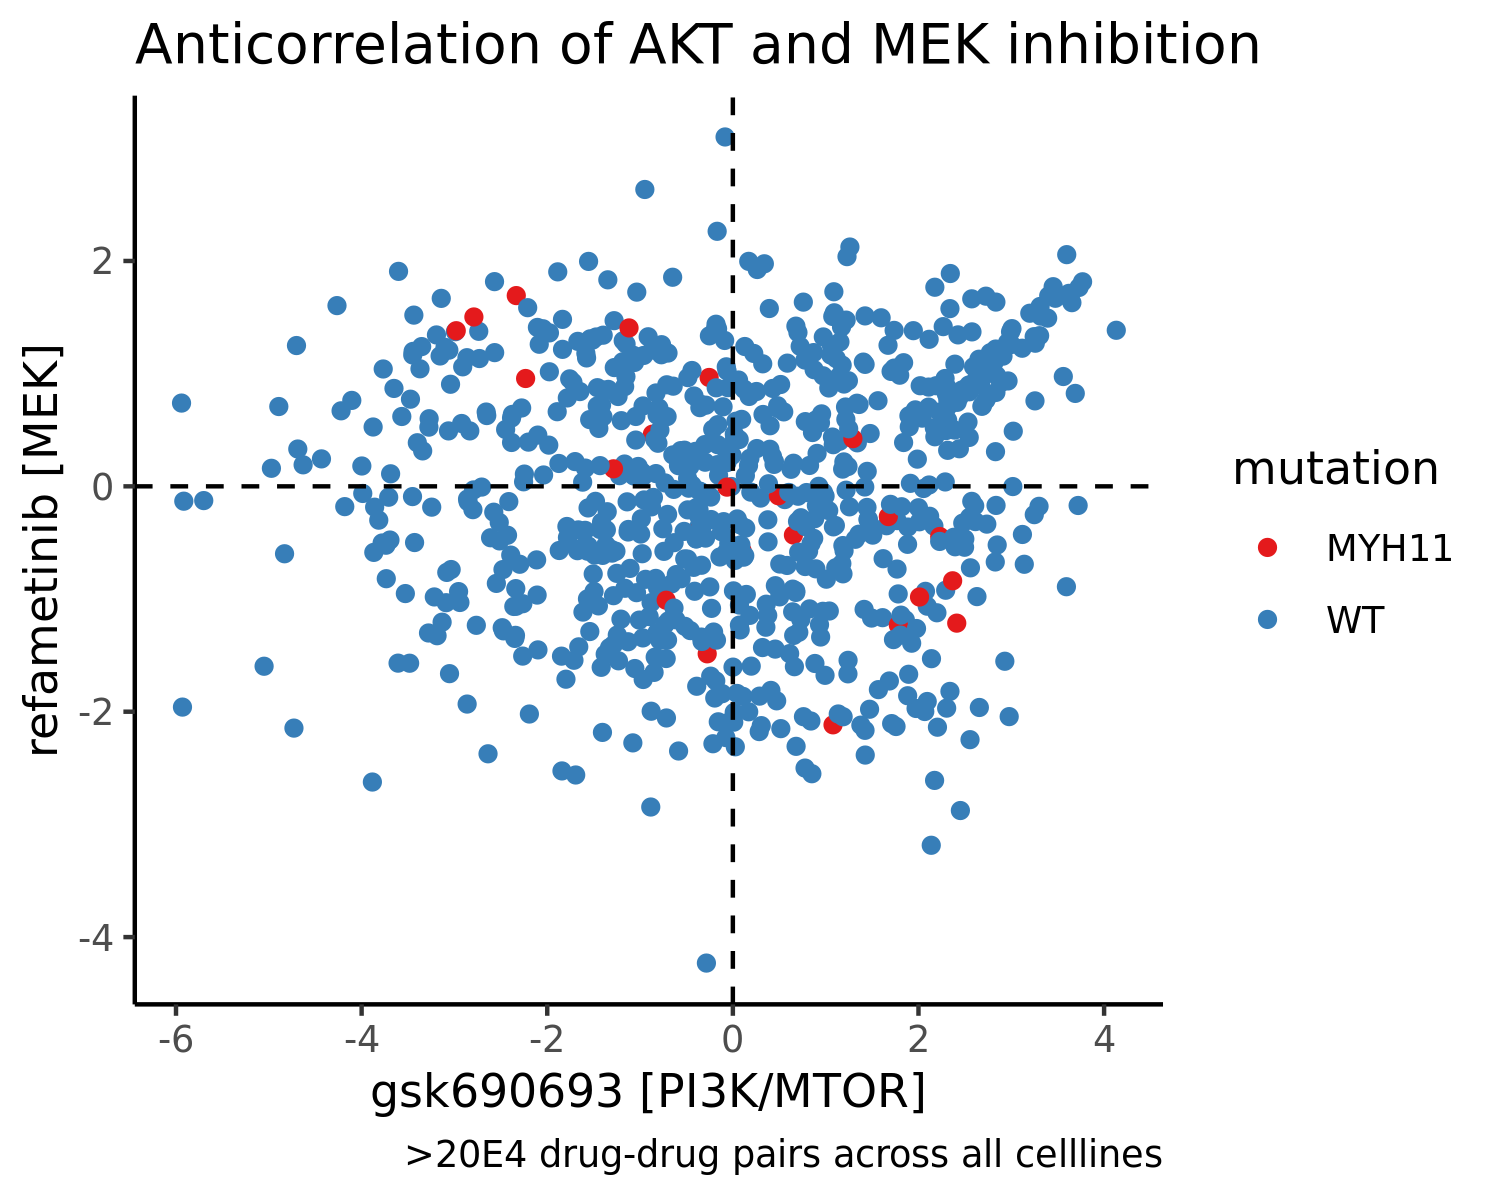 Anticorrelation of AKT and MEK inhibition
refametinib [MEK]
2
0
-2
-4
-6
-4
-2
0
2
4
gsk690693 [PI3K/MTOR]
>20E4 drug-drug pairs across all celllines
mutation
MYH11
WT